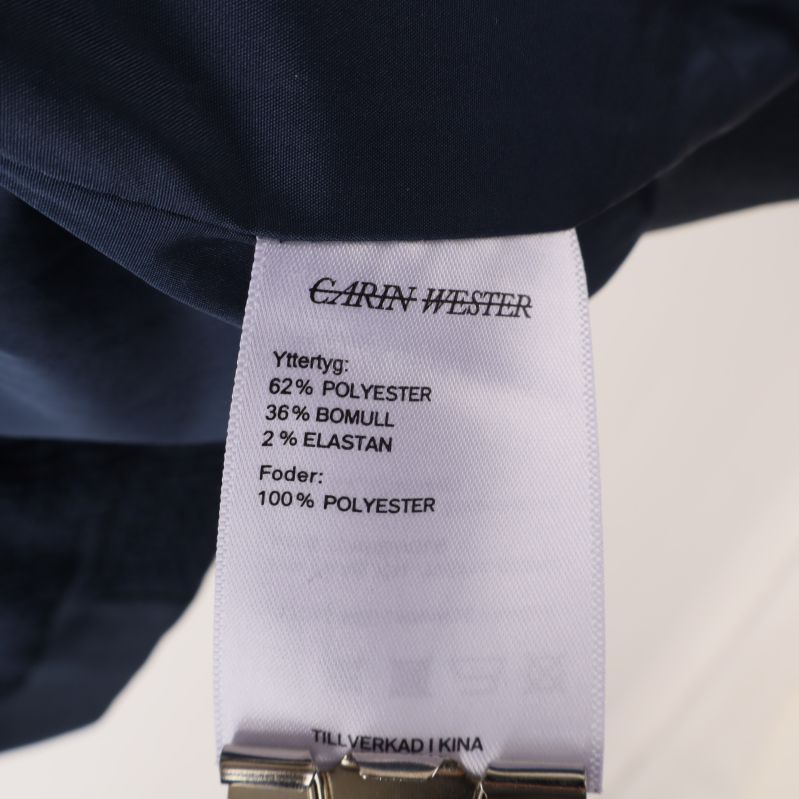 CARIN WESTER
Yttertyg:
62% POLYESTER
36% BOMULL
2% ELASTAN
Foder:
100% POLYESTER
TILLVERKAD I KINA